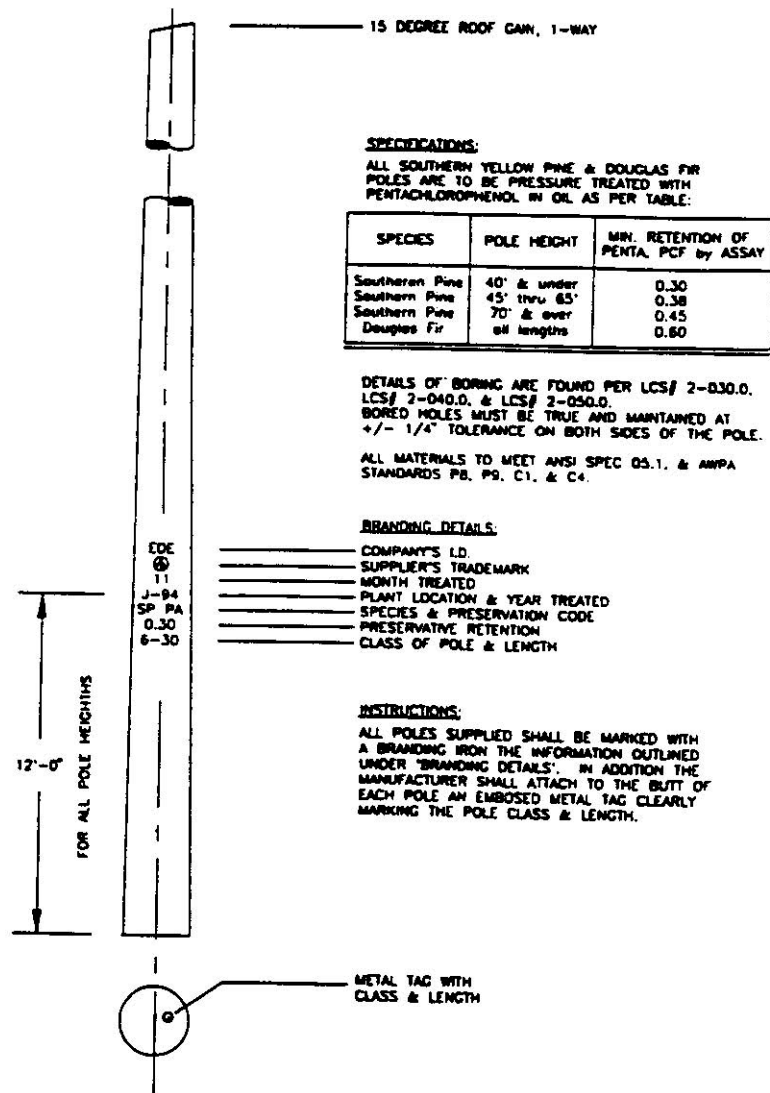 15 DEGREE ROOF GAIN, 1-WAY
SPECIFICATIONS:
ALL SOUTHERN YELLOW PINE & DOUGLAS FIR
POLES ARE TO BE PRESSURE TREATED WITH
PENTACHLOROPHENOL IN OIL AS PER TABLE:
SPECIES POLE HEIGHT MIN. RETENTION OF
PENTA, PCF by ASSAY
Southeren Pine 40' & under 0.30
Southern Pine 45' thru 65' 0.38
Southern Pine 70' & over 0.45
Douglas Fir all lengths 0.60
DETAILS OF BORING ARE FOUND PER LCS# 2-030.0,
LCS# 2-040.0, & LCS# 2-050.0.
BORED HOLES MUST BE TRUE AND MAINTAINED AT
+/- 1/4" TOLERANCE ON BOTH SIDES OF THE POLE.
ALL MATERIALS TO MEET ANSI SPEC 05.1, & AWPA
STANDARDS P8, P9, C1, & C4.
BRANDING DETAILS:
EDE COMPANY'S I.D.
SUPPLIER'S TRADEMARK
11 MONTH TREATED
J-94 PLANT LOCATION & YEAR TREATED
SP PA SPECIES & PRESERVATION CODE
0.30 PRESERVATIVE RETENTION
6-30 CLASS OF POLE & LENGTH
12'-0"
FOR ALL POLE HEIGTHS
INSTRUCTIONS:
ALL POLES SUPPLIED SHALL BE MARKED WITH
A BRANDING IRON THE INFORMATION OUTLINED
UNDER 'BRANDING DETAILS'. IN ADDITION THE
MANUFACTURER SHALL ATTACH TO THE BUTT OF
EACH POLE AN EMBOSED METAL TAG CLEARLY
MARKING THE POLE CLASS & LENGTH.
METAL TAG WITH
CLASS & LENGTH